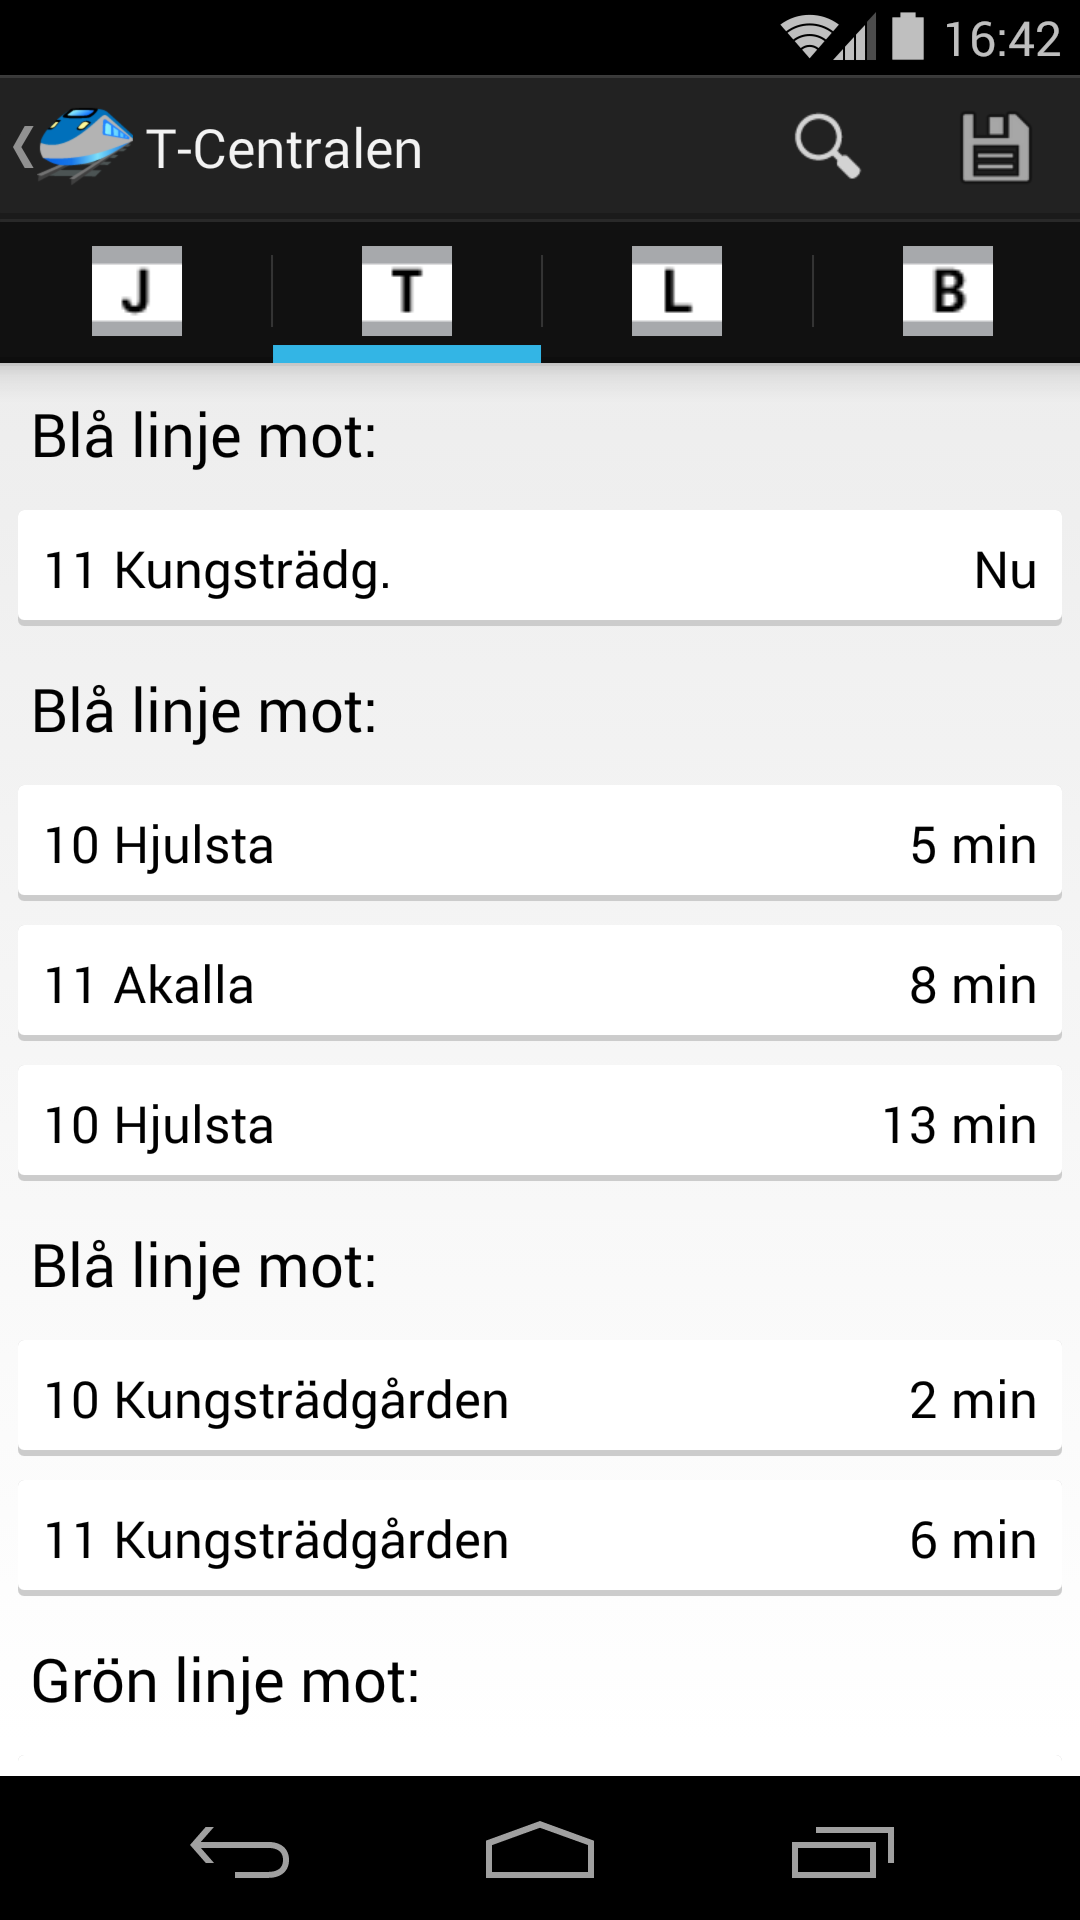 16:42
T-Centralen
J T L B
Blå linje mot:
11 Kungsträdg. Nu
Blå linje mot:
10 Hjulsta 5 min
11 Akalla 8 min
10 Hjulsta 13 min
Blå linje mot:
10 Kungsträdgården 2 min
11 Kungsträdgården 6 min
Grön linje mot: